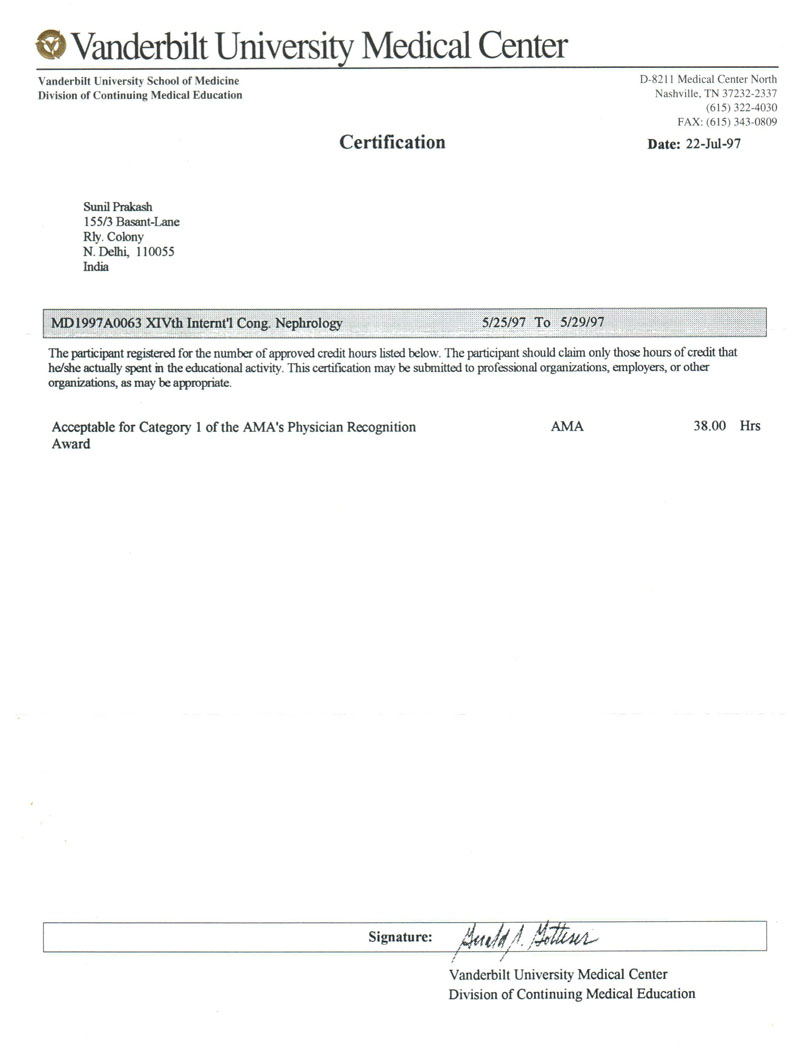 Vanderbilt University Medical Center
Vanderbilt University School of Medicine
Division of Continuing Medical Education
D-8211 Medical Center North
Nashville, TN 37232-2337
(615) 322-4030
FAX: (615) 343-0809
Certification
Date: 22-Jul-97
Sunil Prakash
155/3 Basant-Lane
Rly. Colony
N. Delhi, 110055
India
MD1997A0063 XIVth Internt'l Cong. Nephrology 5/25/97 To 5/29/97
The participant registered for the number of approved credit hours listed below. The participant should claim only those hours of credit that
he/she actually spent in the educational activity. This certification may be submitted to professional organizations, employers, or other
organizations, as may be appropriate.
Acceptable for Category 1 of the AMA's Physician Recognition AMA 38.00 Hrs
Award
Signature: Gerald S. Gotterer
Vanderbilt University Medical Center
Division of Continuing Medical Education